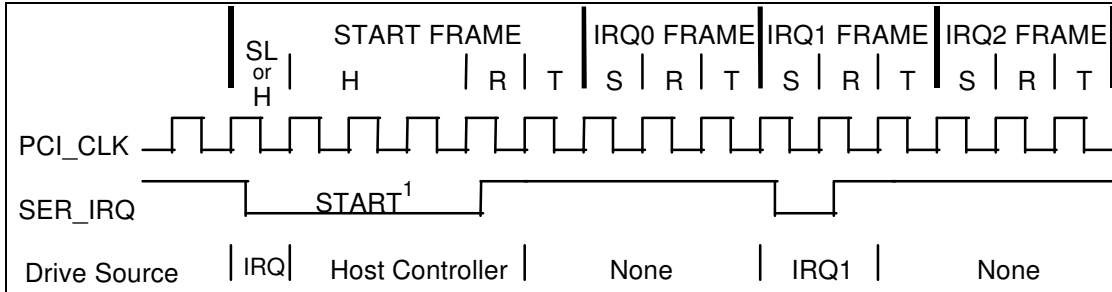 START FRAME IRQ0 FRAME IRQ1 FRAME IRQ2 FRAME
SL
or
H
H R T S R T S R T S R T
PCI_CLK
SER_IRQ START¹
Drive Source IRQ Host Controller None IRQ1 None